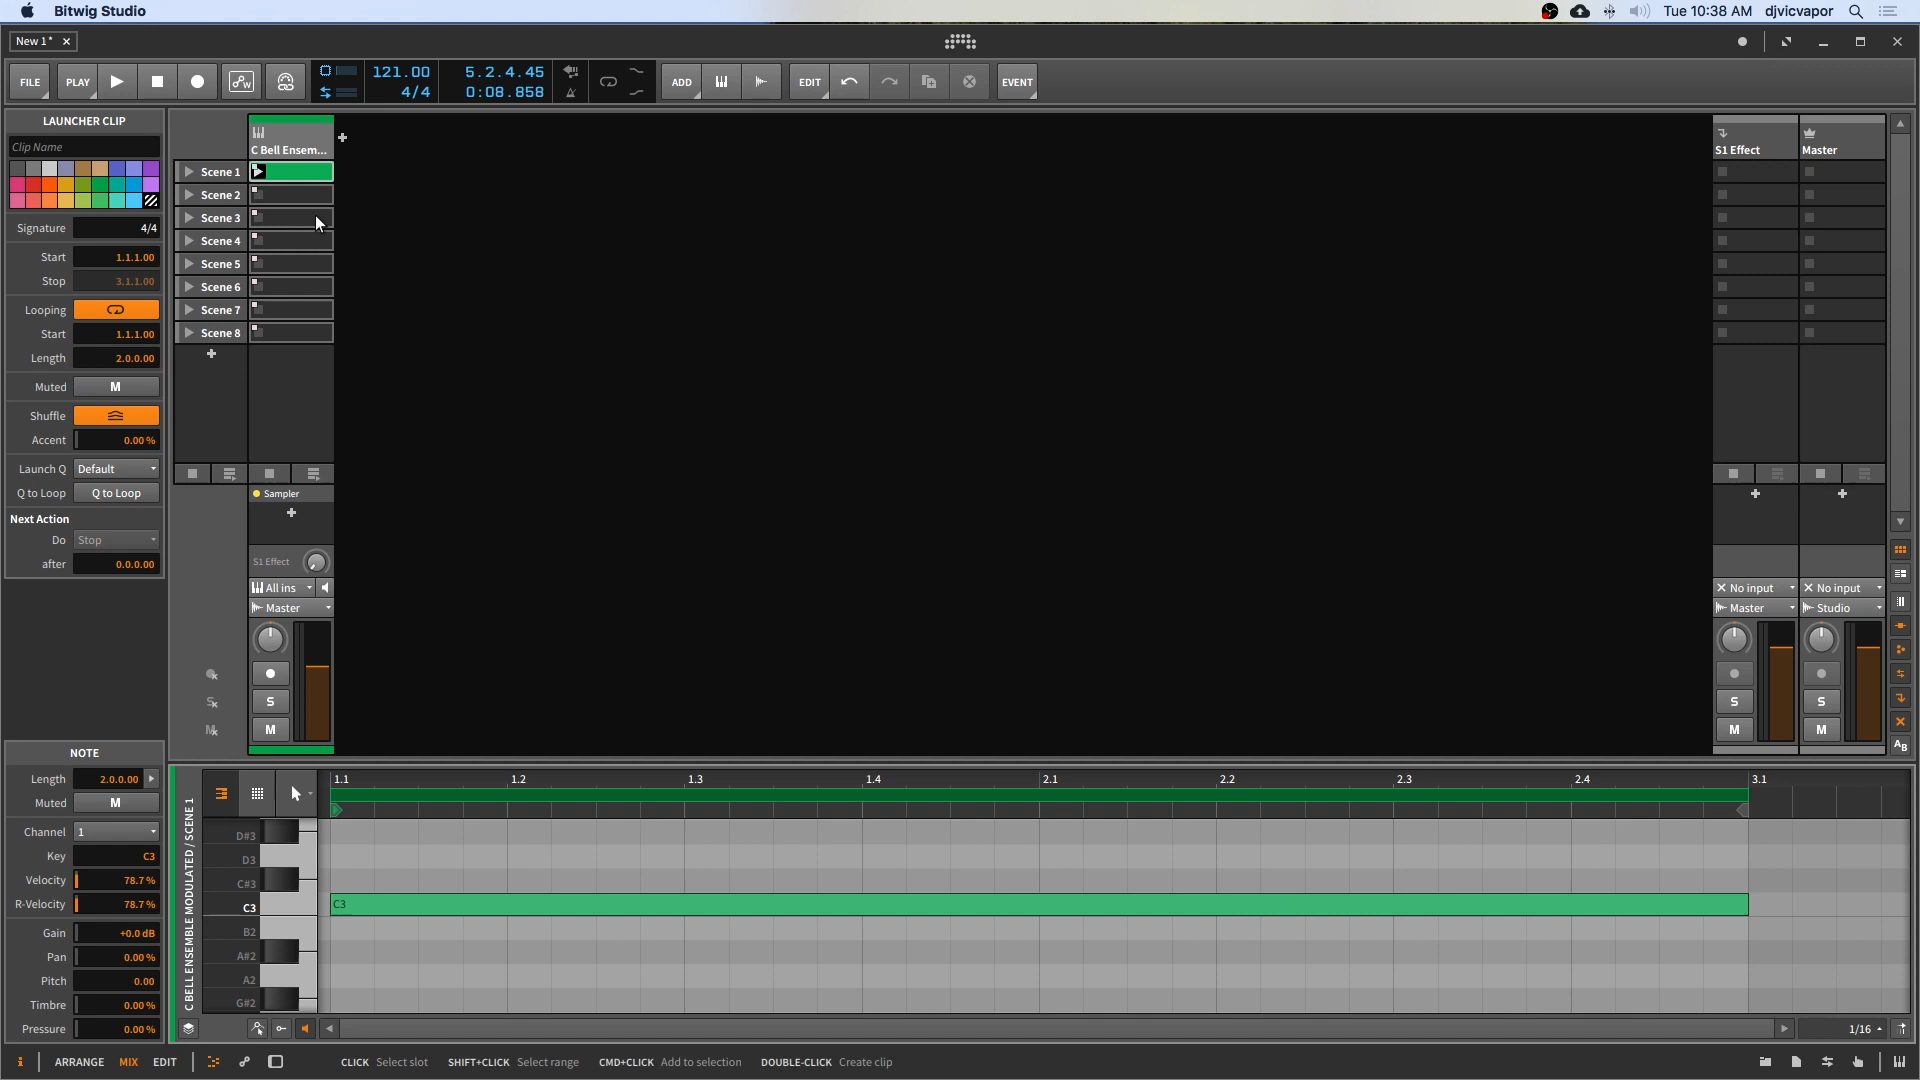 Bitwig Studio
Tue 10:38 AM djvicvapor
New 1*
FILE PLAY 121.00 5.2.4.45 ADD EDIT EVENT
4/4 0:08.858
LAUNCHER CLIP
Clip Name
Signature 4/4
Start 1.1.1.00
Stop 3.1.1.00
Looping
Start 1.1.1.00
Length 2.0.0.00
Muted M
Shuffle
Accent 0.00 %
Launch Q Default
Q to Loop Q to Loop
Next Action
Do Stop
after 0.0.0.00
C Bell Ensem...
Scene 1
Scene 2
Scene 3
Scene 4
Scene 5
Scene 6
Scene 7
Scene 8
Sampler
S1 Effect
All ins
Master
S
M
S1 Effect Master
No input No input
Master Studio
S S
M M
AB
NOTE
Length 2.0.0.00
Muted M
Channel 1
Key C3
Velocity 78.7 %
R-Velocity 78.7 %
Gain +0.0 dB
Pan 0.00 %
Pitch 0.00
Timbre 0.00 %
Pressure 0.00 %
C BELL ENSEMBLE MODULATED / SCENE 1
1.1 1.2 1.3 1.4 2.1 2.2 2.3 2.4 3.1
D#3
D3
C#3
C3 C3
B2
A#2
A2
G#2
1/16
i ARRANGE MIX EDIT CLICK Select slot SHIFT+CLICK Select range CMD+CLICK Add to selection DOUBLE-CLICK Create clip